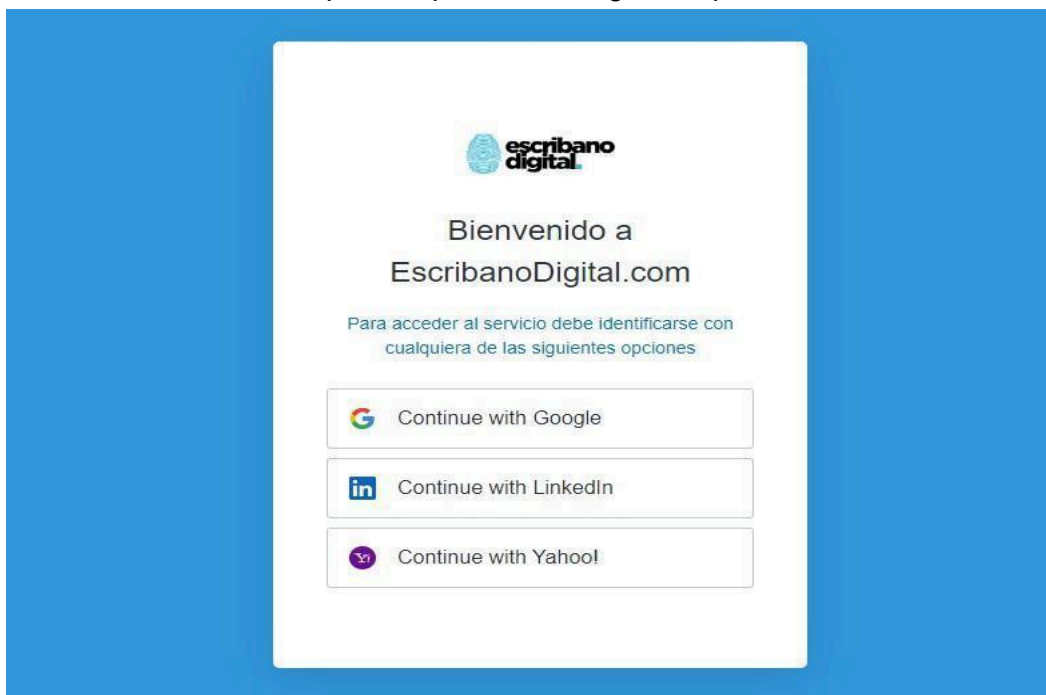 escribano
digital.
Bienvenido a
EscribanoDigital.com
Para acceder al servicio debe identificarse con
cualquiera de las siguientes opciones
Continue with Google
in Continue with LinkedIn
Continue with Yahoo!